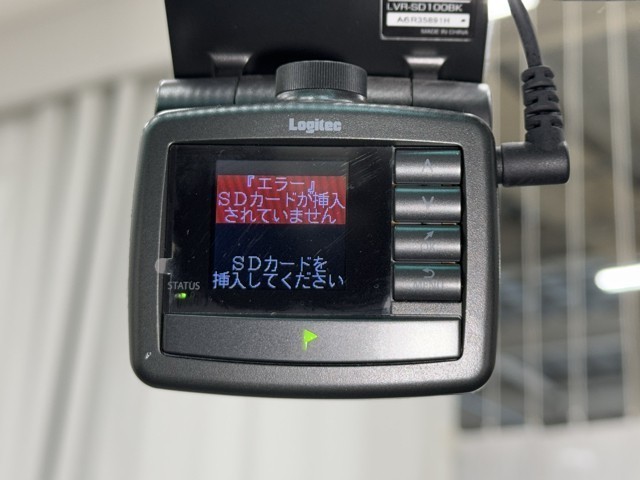 LVR-SD100BK
MADE IN CHINA
Logitec
『エラー』
SDカードが挿入
されていません
SDカードを
挿入してください
STATUS
MENU